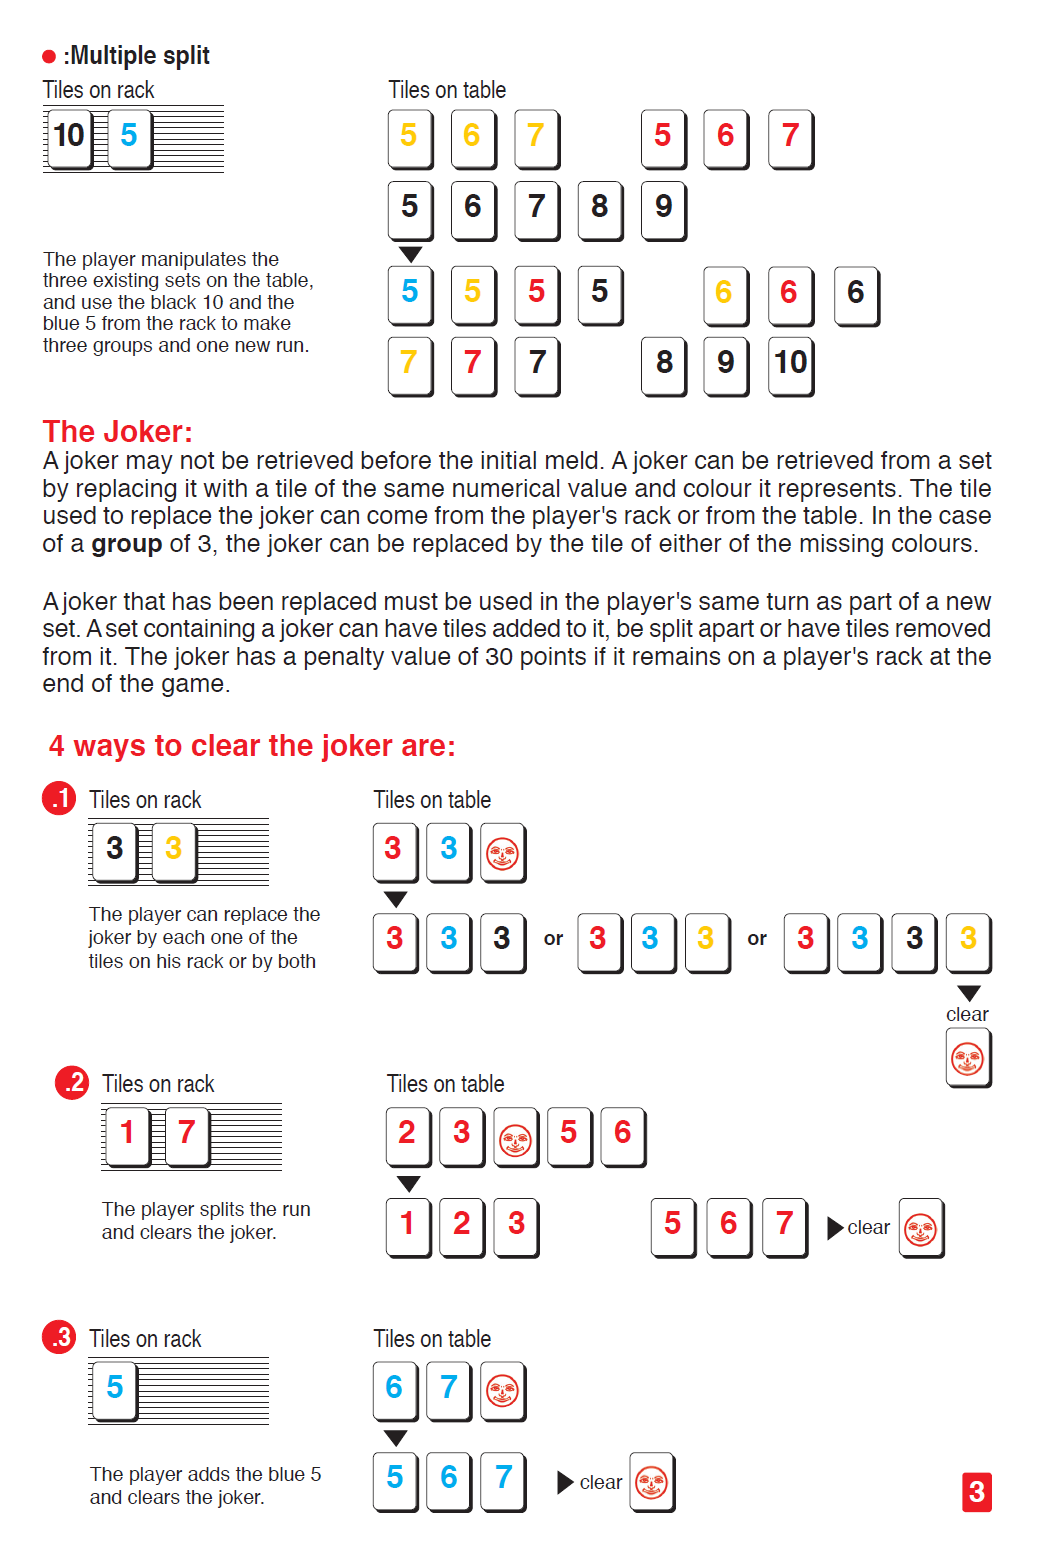 :Multiple split
Tiles on rack
10 5
Tiles on table
5 6 7 5 6 7
5 6 7 8 9
The player manipulates the
three existing sets on the table,
and use the black 10 and the
blue 5 from the rack to make
three groups and one new run.
5 5 5 5 6 6 6
7 7 7 8 9 10
The Joker:
A joker may not be retrieved before the initial meld. A joker can be retrieved from a set
by replacing it with a tile of the same numerical value and colour it represents. The tile
used to replace the joker can come from the player's rack or from the table. In the case
of a group of 3, the joker can be replaced by the tile of either of the missing colours.
A joker that has been replaced must be used in the player's same turn as part of a new
set. A set containing a joker can have tiles added to it, be split apart or have tiles removed
from it. The joker has a penalty value of 30 points if it remains on a player's rack at the
end of the game.
4 ways to clear the joker are:
.1 Tiles on rack
3 3
Tiles on table
3 3
The player can replace the
joker by each one of the
tiles on his rack or by both
3 3 3 or 3 3 3 or 3 3 3 3
clear
.2 Tiles on rack
1 7
Tiles on table
2 3 5 6
The player splits the run
and clears the joker.
1 2 3 5 6 7 clear
.3 Tiles on rack
5
Tiles on table
6 7
The player adds the blue 5
and clears the joker.
5 6 7 clear
3